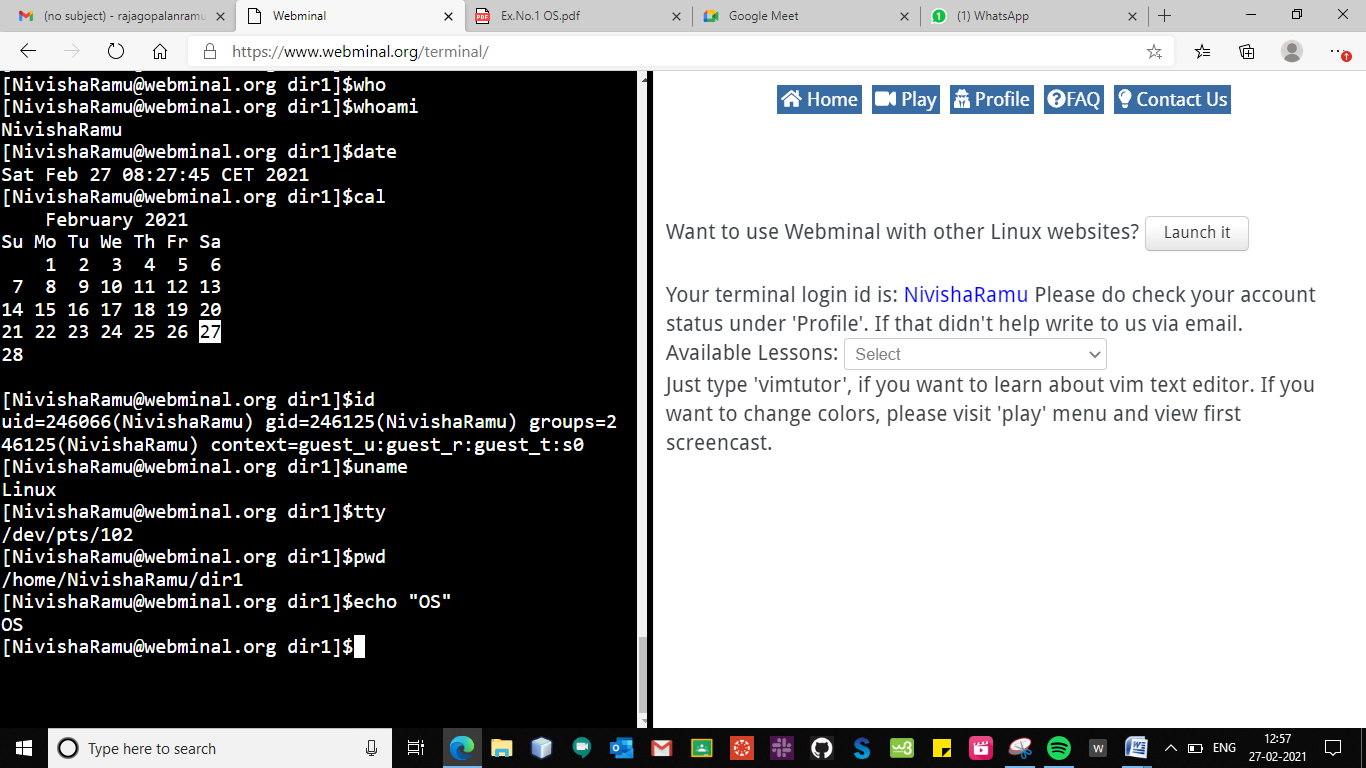 (no subject) - rajagopalanramu
Webminal
Ex.No.1 OS.pdf
Google Meet
(1) WhatsApp
https://www.webminal.org/terminal/
[NivishaRamu@webminal.org dir1]$who
[NivishaRamu@webminal.org dir1]$whoami
NivishaRamu
[NivishaRamu@webminal.org dir1]$date
Sat Feb 27 08:27:45 CET 2021
[NivishaRamu@webminal.org dir1]$cal
    February 2021
Su Mo Tu We Th Fr Sa
    1  2  3  4  5  6
 7  8  9 10 11 12 13
14 15 16 17 18 19 20
21 22 23 24 25 26 27
28
[NivishaRamu@webminal.org dir1]$id
uid=246066(NivishaRamu) gid=246125(NivishaRamu) groups=2
46125(NivishaRamu) context=guest_u:guest_r:guest_t:s0
[NivishaRamu@webminal.org dir1]$uname
Linux
[NivishaRamu@webminal.org dir1]$tty
/dev/pts/102
[NivishaRamu@webminal.org dir1]$pwd
/home/NivishaRamu/dir1
[NivishaRamu@webminal.org dir1]$echo "OS"
OS
[NivishaRamu@webminal.org dir1]$
Home Play Profile FAQ Contact Us
Want to use Webminal with other Linux websites? Launch it
Your terminal login id is: NivishaRamu Please do check your account
status under 'Profile'. If that didn't help write to us via email.
Available Lessons: Select
Just type 'vimtutor', if you want to learn about vim text editor. If you
want to change colors, please visit 'play' menu and view first
screencast.
Type here to search
ENG
12:57
27-02-2021